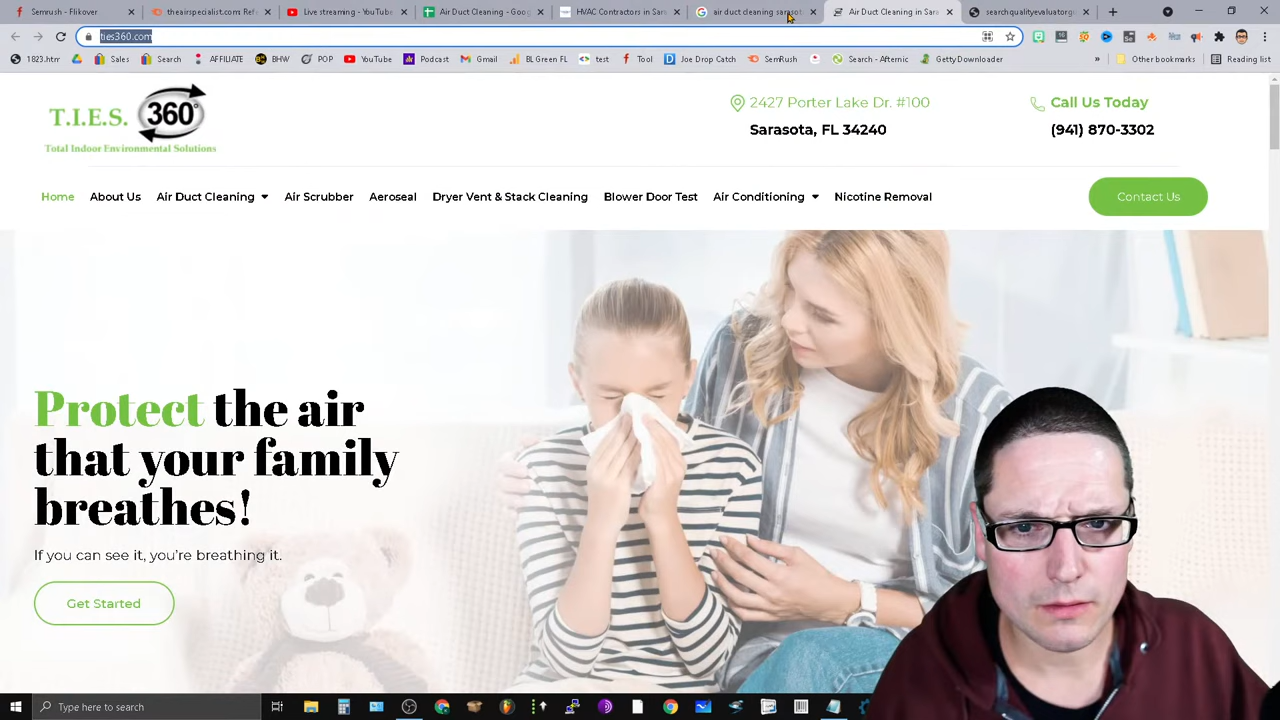 Semrush - Flikover
theairspecialist.com Ref
Live streaming - YouTube
Air Duct Cleaning - Goog
HVAC Contractors in Sara
air duct cleaning saraso
Air Duct Cleaning in Sara
searchqualityevaluatorgu
ties360.com
1823.htm
Sales
Search
AFFILIATE
BHW
POP
YouTube
Podcast
Gmail
BL Green FL
test
Tool
Joe Drop Catch
SemRush
Search - Afternic
GettyDownloader
Other bookmarks
Reading list
T.I.E.S. 360°
Total Indoor Environmental Solutions
2427 Porter Lake Dr. #100
Sarasota, FL 34240
Call Us Today
(941) 870-3302
Home
About Us
Air Duct Cleaning
Air Scrubber
Aeroseal
Dryer Vent & Stack Cleaning
Blower Door Test
Air Conditioning
Nicotine Removal
Contact Us
Protect the air
that your family
breathes!
If you can see it, you're breathing it.
Get Started
Type here to search